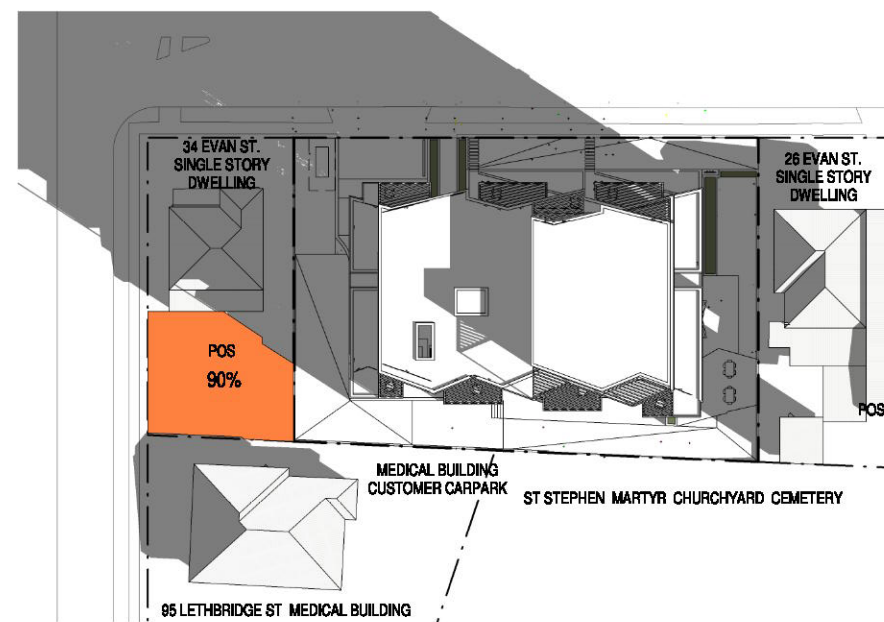 34 EVAN ST.
SINGLE STORY
DWELLING
26 EVAN ST.
SINGLE STORY
DWELLING
POS
90%
POS
MEDICAL BUILDING
CUSTOMER CARPARK
ST STEPHEN MARTYR CHURCHYARD CEMETERY
95 LETHBRIDGE ST MEDICAL BUILDING